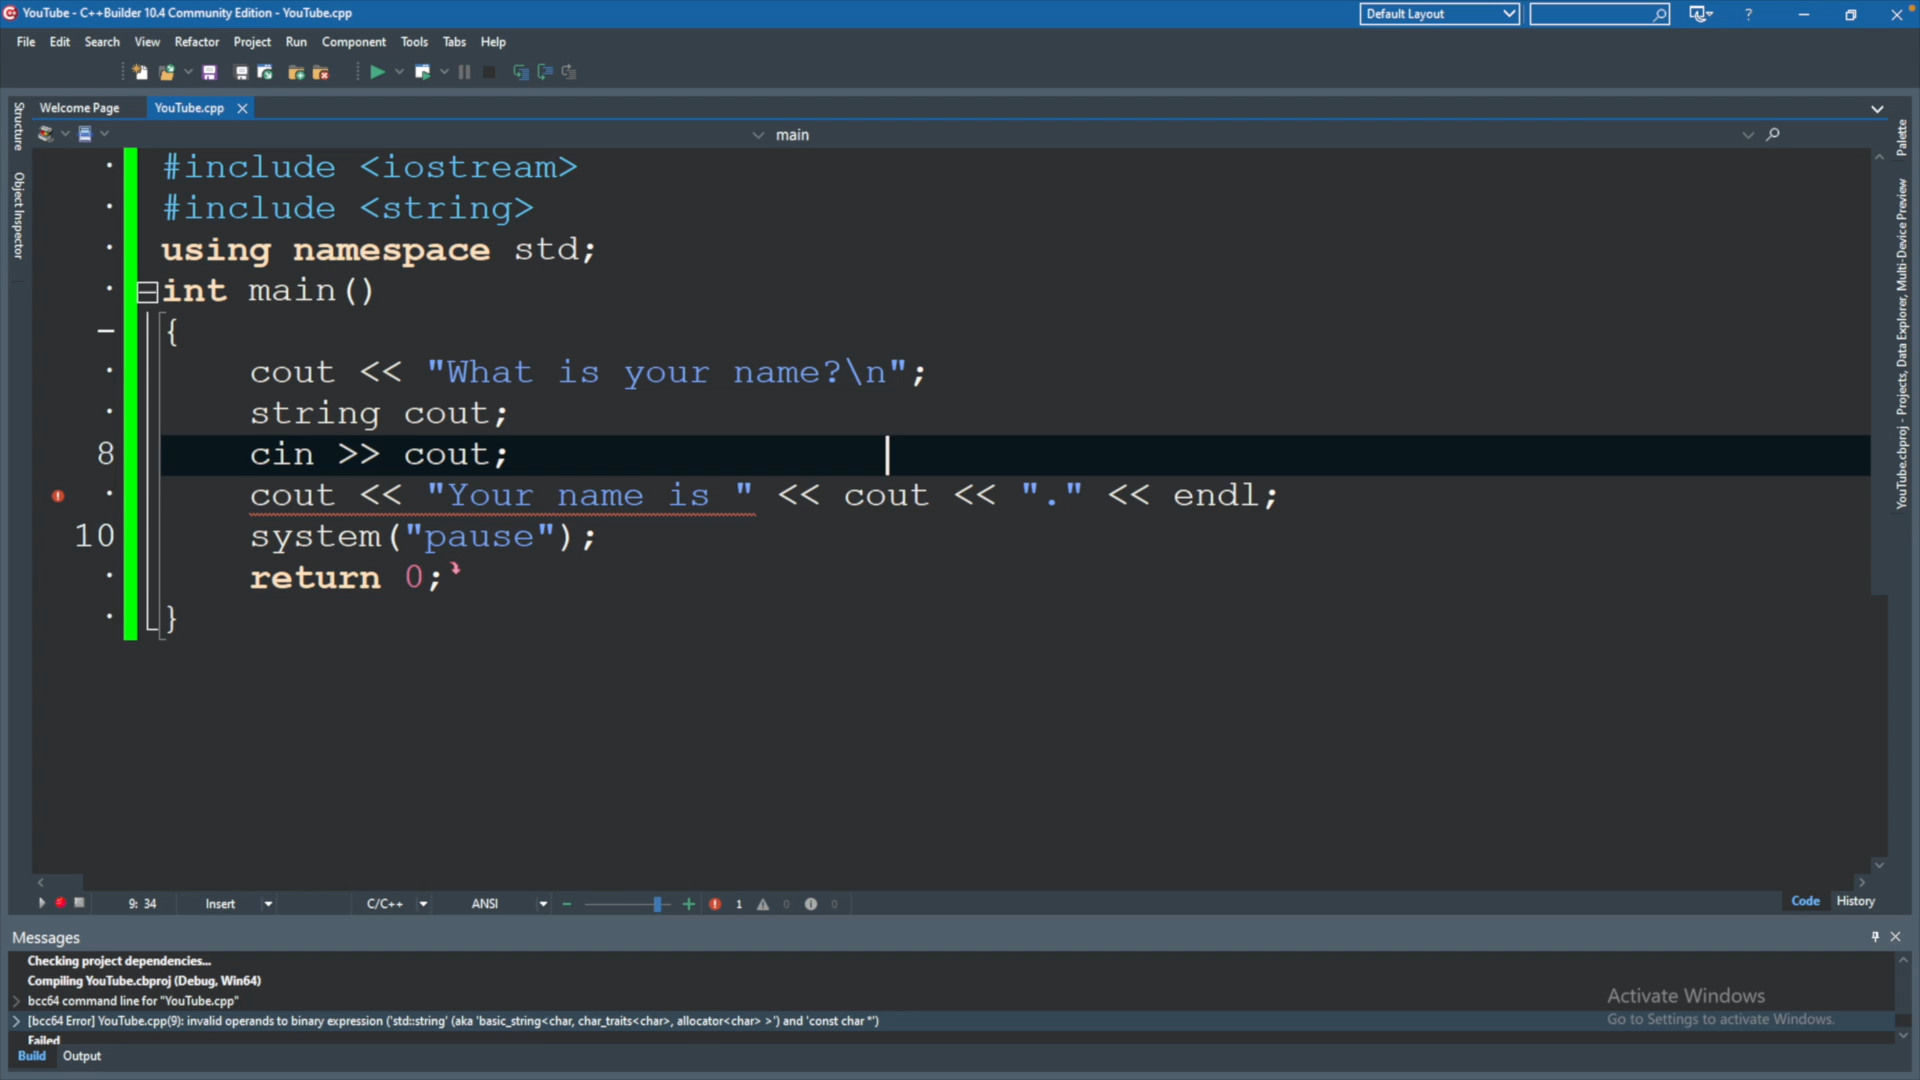 YouTube - C++Builder 10.4 Community Edition - YouTube.cpp
Default Layout
?
File Edit Search View Refactor Project Run Component Tools Tabs Help
Welcome Page YouTube.cpp
main
Structure
Object Inspector
Palette
YouTube.cbproj - Projects, Data Explorer, Multi-Device Preview
#include <iostream>
#include <string>
using namespace std;
int main()
{
cout << "What is your name?\n";
string cout;
8 cin >> cout;
cout << "Your name is " << cout << "." << endl;
10 system("pause");
return 0;
}
9: 34 Insert C/C++ ANSI 1 0 0
Code History
Messages
Checking project dependencies...
Compiling YouTube.cbproj (Debug, Win64)
bcc64 command line for "YouTube.cpp"
[bcc64 Error] YouTube.cpp(9): invalid operands to binary expression ('std::string' (aka 'basic_string<char, char_traits<char>, allocator<char> >') and 'const char *')
Failed
Build Output
Activate Windows
Go to Settings to activate Windows.